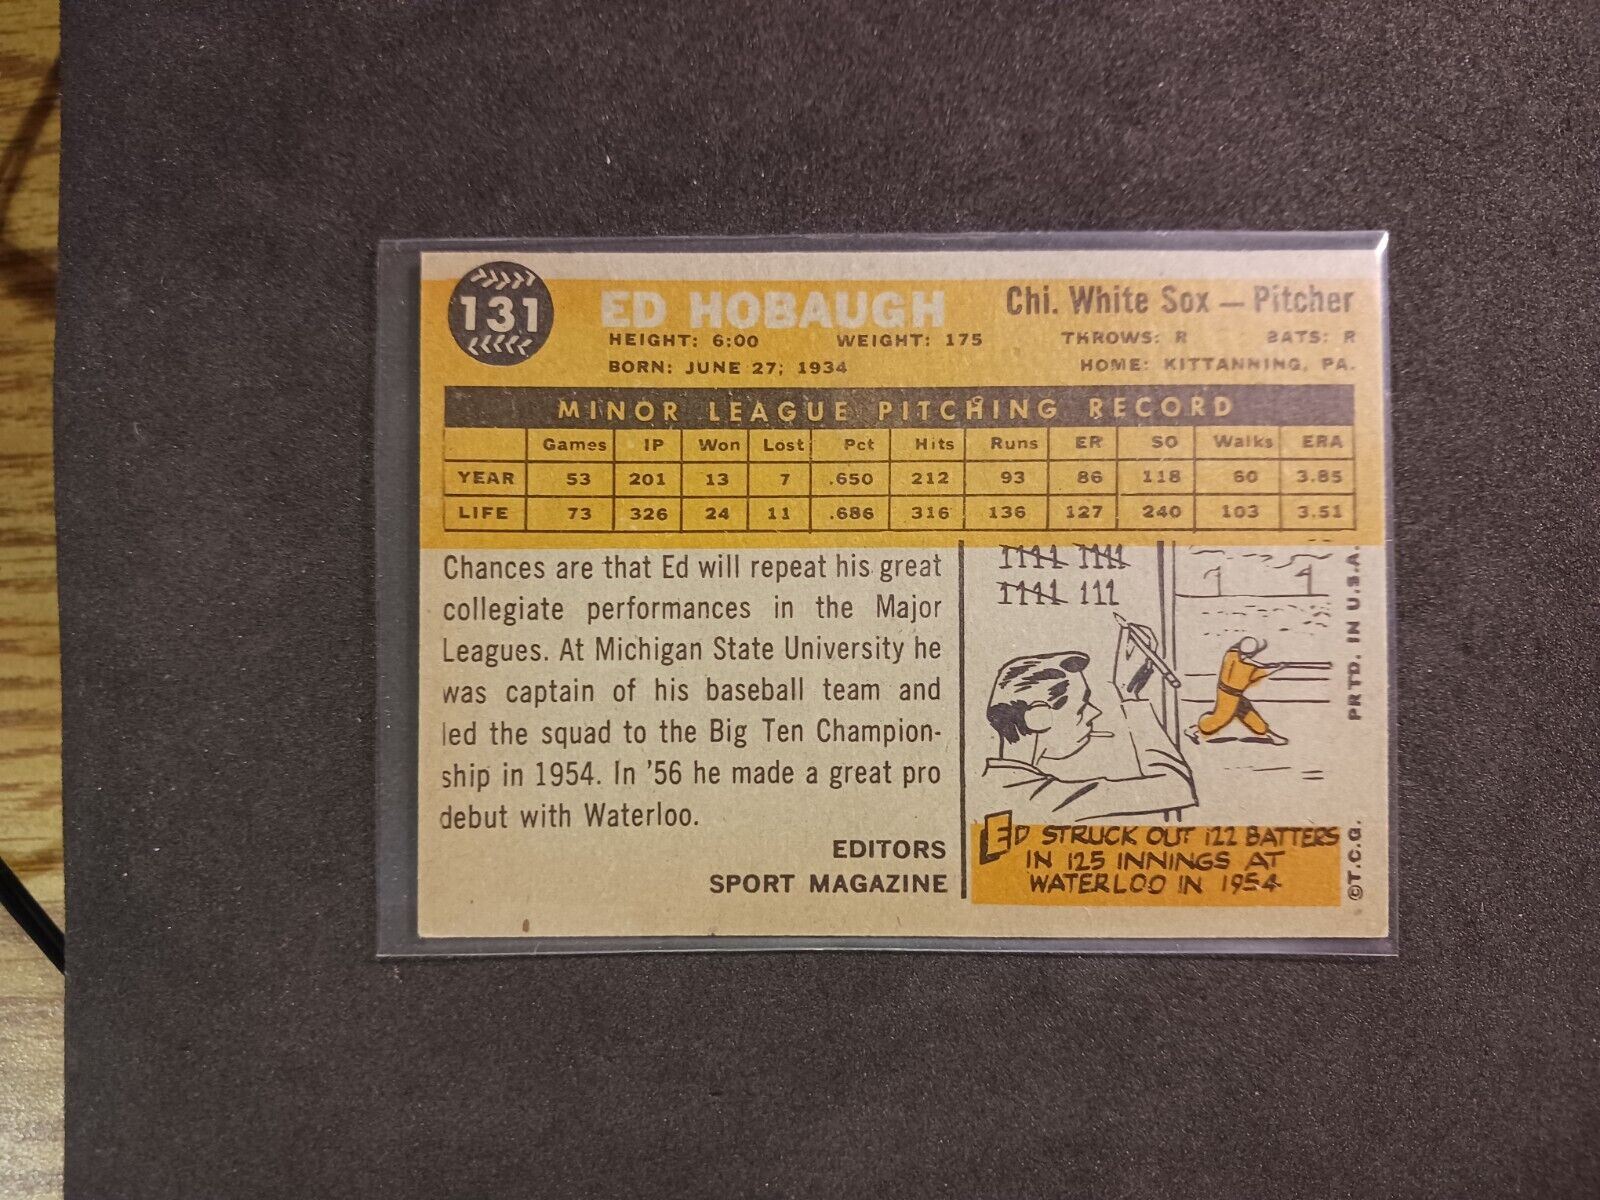 131
ED HOBAUGH
Chi. White Sox — Pitcher
HEIGHT: 6:00 WEIGHT: 175 THROWS: R BATS: R
BORN: JUNE 27; 1934 HOME: KITTANNING, PA.
MINOR LEAGUE PITCHING RECORD
Games IP Won Lost Pct Hits Runs ER SO Walks ERA
YEAR 53 201 13 7 .650 212 93 86 118 60 3.85
LIFE 73 326 24 11 .686 316 136 127 240 103 3.51
Chances are that Ed will repeat his great
collegiate performances in the Major
Leagues. At Michigan State University he
was captain of his baseball team and
led the squad to the Big Ten Champion-
ship in 1954. In '56 he made a great pro
debut with Waterloo.
EDITORS
SPORT MAGAZINE
ED STRUCK OUT 122 BATTERS
IN 125 INNINGS AT
WATERLOO IN 1954.
©T.C.G. PRTD. IN U.S.A.